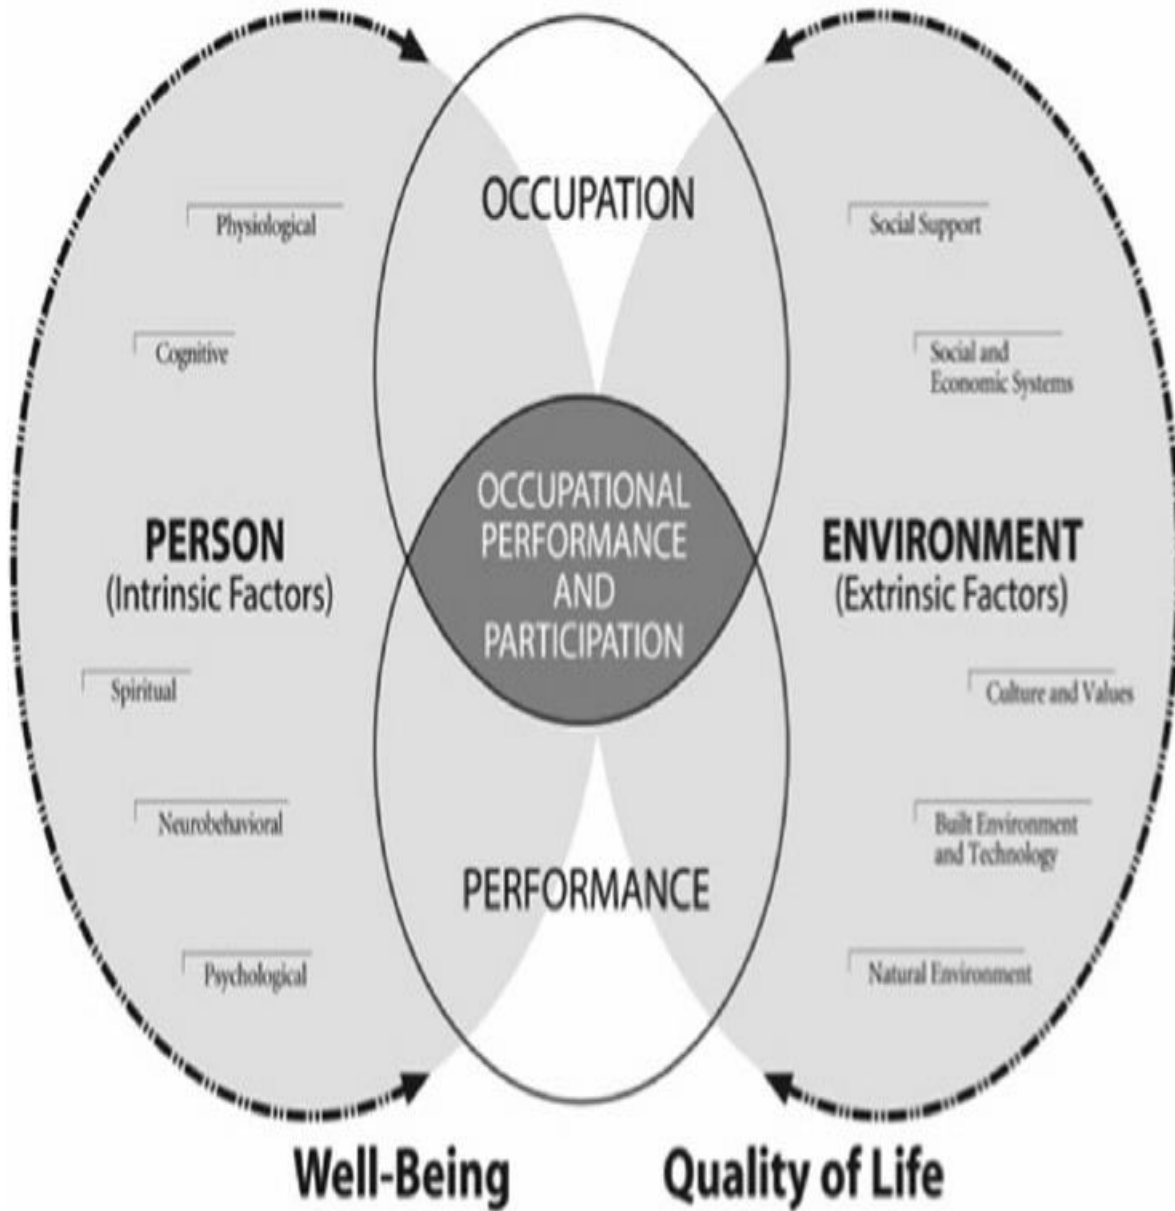 OCCUPATION
Physiological
Cognitive
PERSON
(Intrinsic Factors)
Spiritual
Neurobehavioral
Psychological
OCCUPATIONAL
PERFORMANCE
AND
PARTICIPATION
Social Support
Social and
Economic Systems
ENVIRONMENT
(Extrinsic Factors)
Culture and Values
Built Environment
and Technology
Natural Environment
PERFORMANCE
Well-Being
Quality of Life